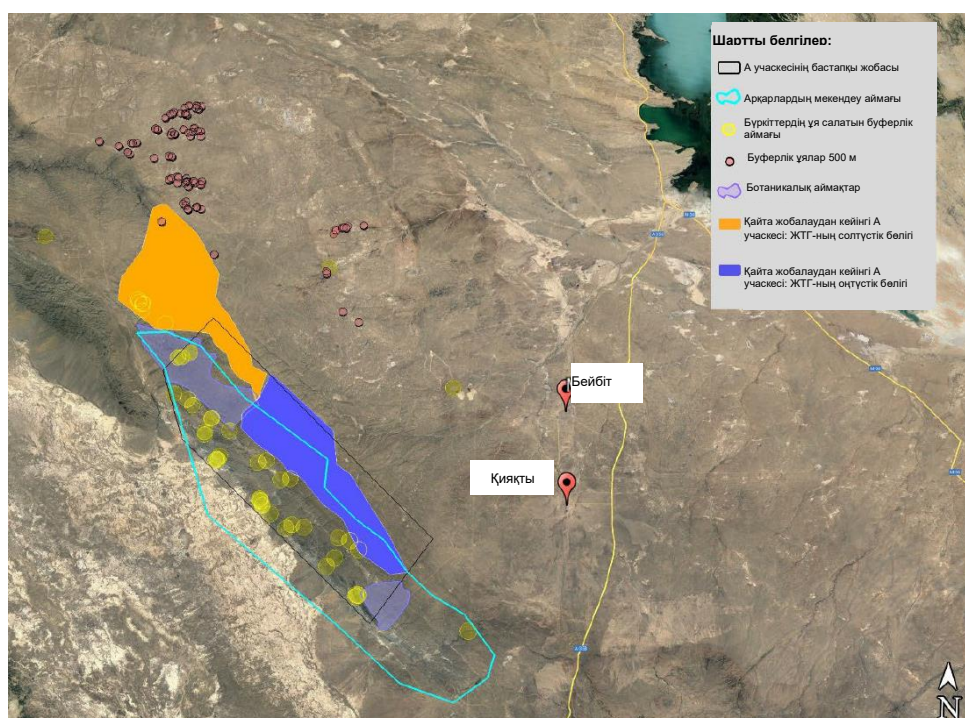 Шартты белгілер:
А учаскесінің бастапқы жобасы
Арқарлардың мекендеу аймағы
Бүркіттердің ұя салатын буферлік
аймағы
Буферлік ұялар 500 м
Ботаникалық аймақтар
Қайта жобалаудан кейінгі А
учаскесі: ЖТГ-ның солтүстік бөлігі
Қайта жобалаудан кейінгі А
учаскесі: ЖТГ-ның оңтүстік бөлігі
Бейбіт
Қияқты
N